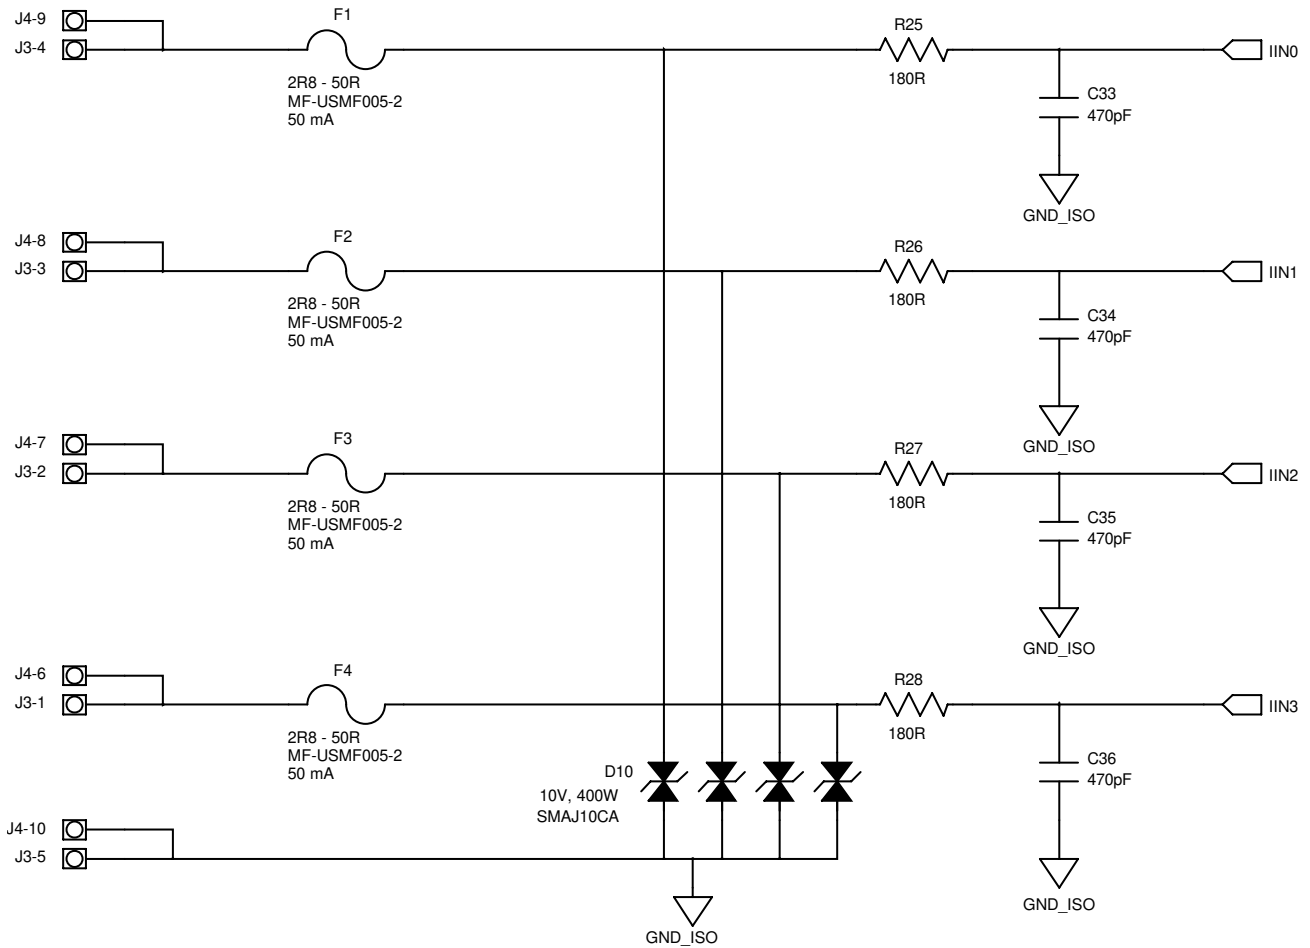 J4-9
F1
R25
J3-4
IIN0
180R
2R8 - 50R
MF-USMF005-2
50 mA
C33
470pF
GND_ISO
J4-8
F2
R26
J3-3
IIN1
180R
2R8 - 50R
MF-USMF005-2
50 mA
C34
470pF
GND_ISO
J4-7
F3
R27
J3-2
IIN2
180R
2R8 - 50R
MF-USMF005-2
50 mA
C35
470pF
GND_ISO
J4-6
F4
R28
J3-1
IIN3
180R
2R8 - 50R
MF-USMF005-2
50 mA
C36
470pF
D10
10V, 400W
SMAJ10CA
J4-10
J3-5
GND_ISO
GND_ISO